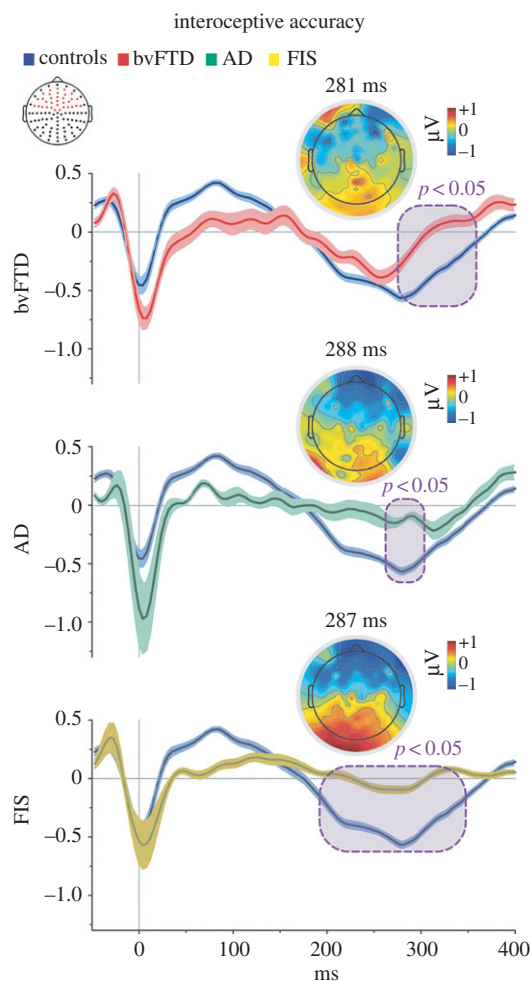 interoceptive accuracy
controls bvFTD AD FIS
281 ms
+1
0
−1
µV
p < 0.05
0.5
0
−0.5
−1.0
bvFTD
288 ms
+1
0
−1
µV
p < 0.05
0.5
0
−0.5
−1.0
AD
287 ms
+1
0
−1
µV
p < 0.05
0.5
0
−0.5
−1.0
FIS
0 100 200 300 400
ms